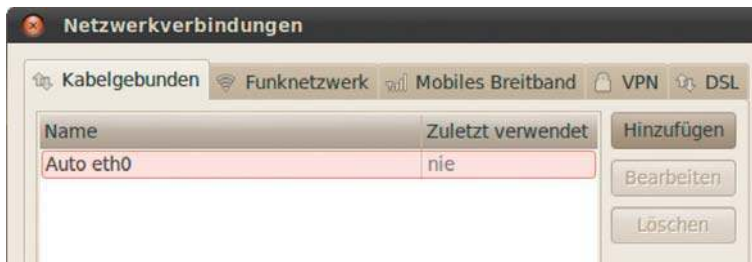 Netzwerkverbindungen
Kabelgebunden Funknetzwerk Mobiles Breitband VPN DSL
Name Zuletzt verwendet Hinzufügen
Auto eth0 nie
Bearbeiten
Löschen